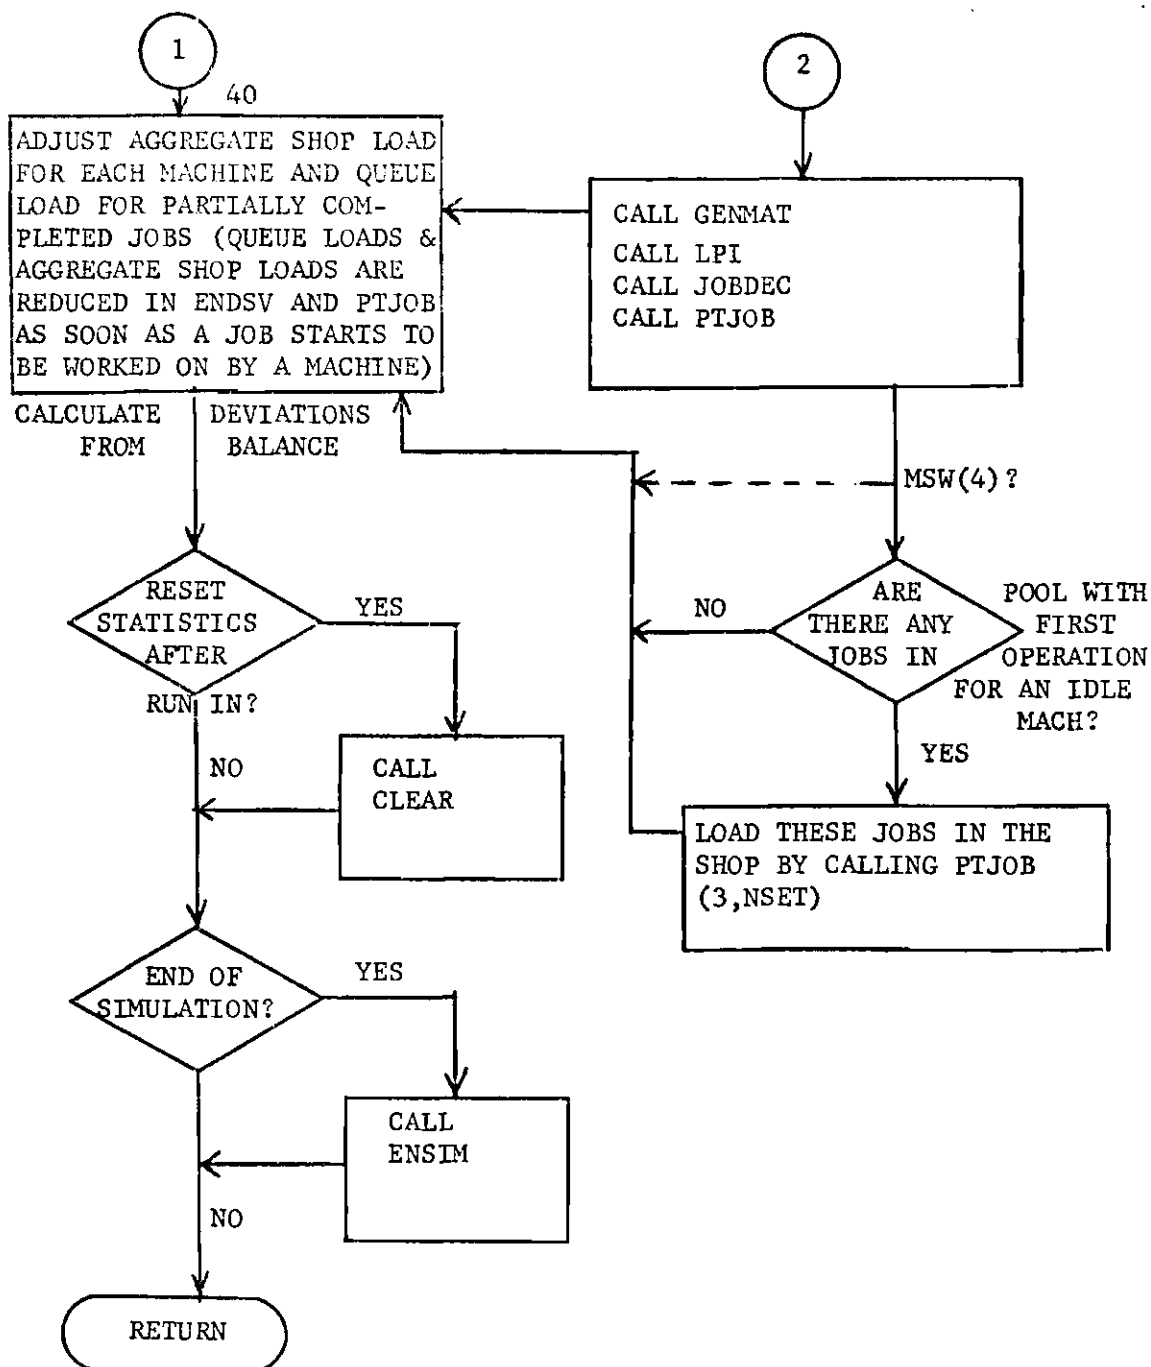 1
40
ADJUST AGGREGATE SHOP LOAD
FOR EACH MACHINE AND QUEUE
LOAD FOR PARTIALLY COM-
PLETED JOBS (QUEUE LOADS &
AGGREGATE SHOP LOADS ARE
REDUCED IN ENDSV AND PTJOB
AS SOON AS A JOB STARTS TO
BE WORKED ON BY A MACHINE)
CALCULATE DEVIATIONS
FROM BALANCE
RESET
STATISTICS
AFTER
RUN IN?
YES
NO
CALL
CLEAR
END OF
SIMULATION?
YES
CALL
ENSIM
NO
RETURN
2
CALL GENMAT
CALL LPI
CALL JOBDEC
CALL PTJOB
MSW(4)?
ARE
THERE ANY
JOBS IN
POOL WITH
FIRST
OPERATION
FOR AN IDLE
MACH?
NO
YES
LOAD THESE JOBS IN THE
SHOP BY CALLING PTJOB
(3,NSET)